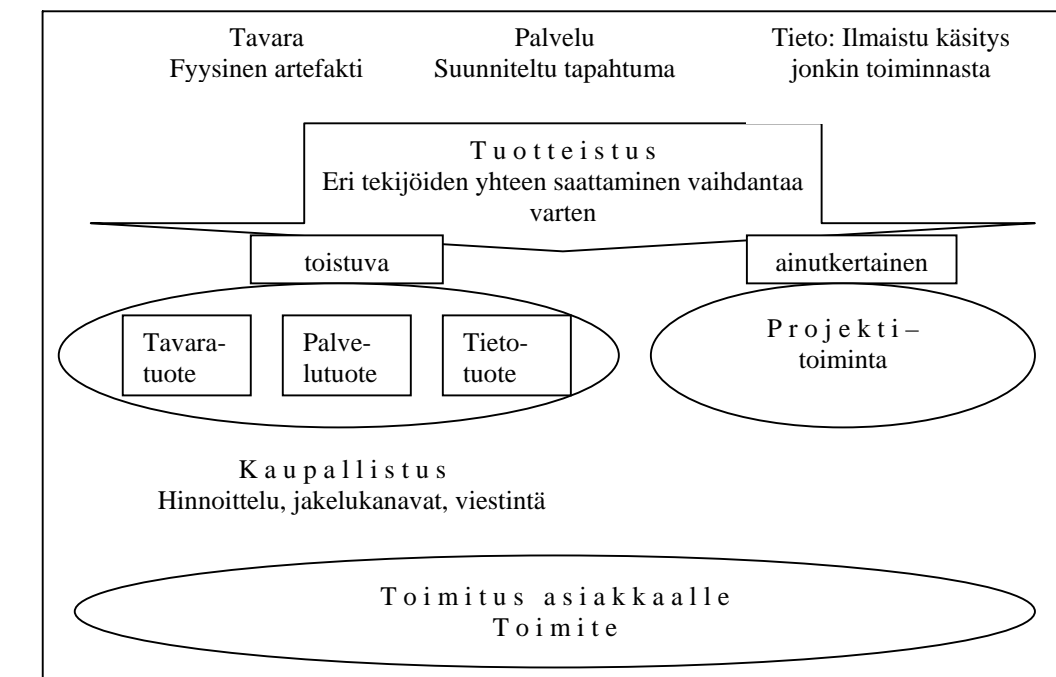 Tavara
Fyysinen artefakti
Palvelu
Suunniteltu tapahtuma
Tieto: Ilmaistu käsitys
jonkin toiminnasta
T u o t t e i s t u s
Eri tekijöiden yhteen saattaminen vaihdantaa
varten
toistuva
ainutkertainen
Tavara-
tuote
Palve-
lutuote
Tieto-
tuote
P r o j e k t i –
toiminta
K a u p a l l i s t u s
Hinnoittelu, jakelukanavat, viestintä
T o i m i t u s  a s i a k k a a l l e
T o i m i t e